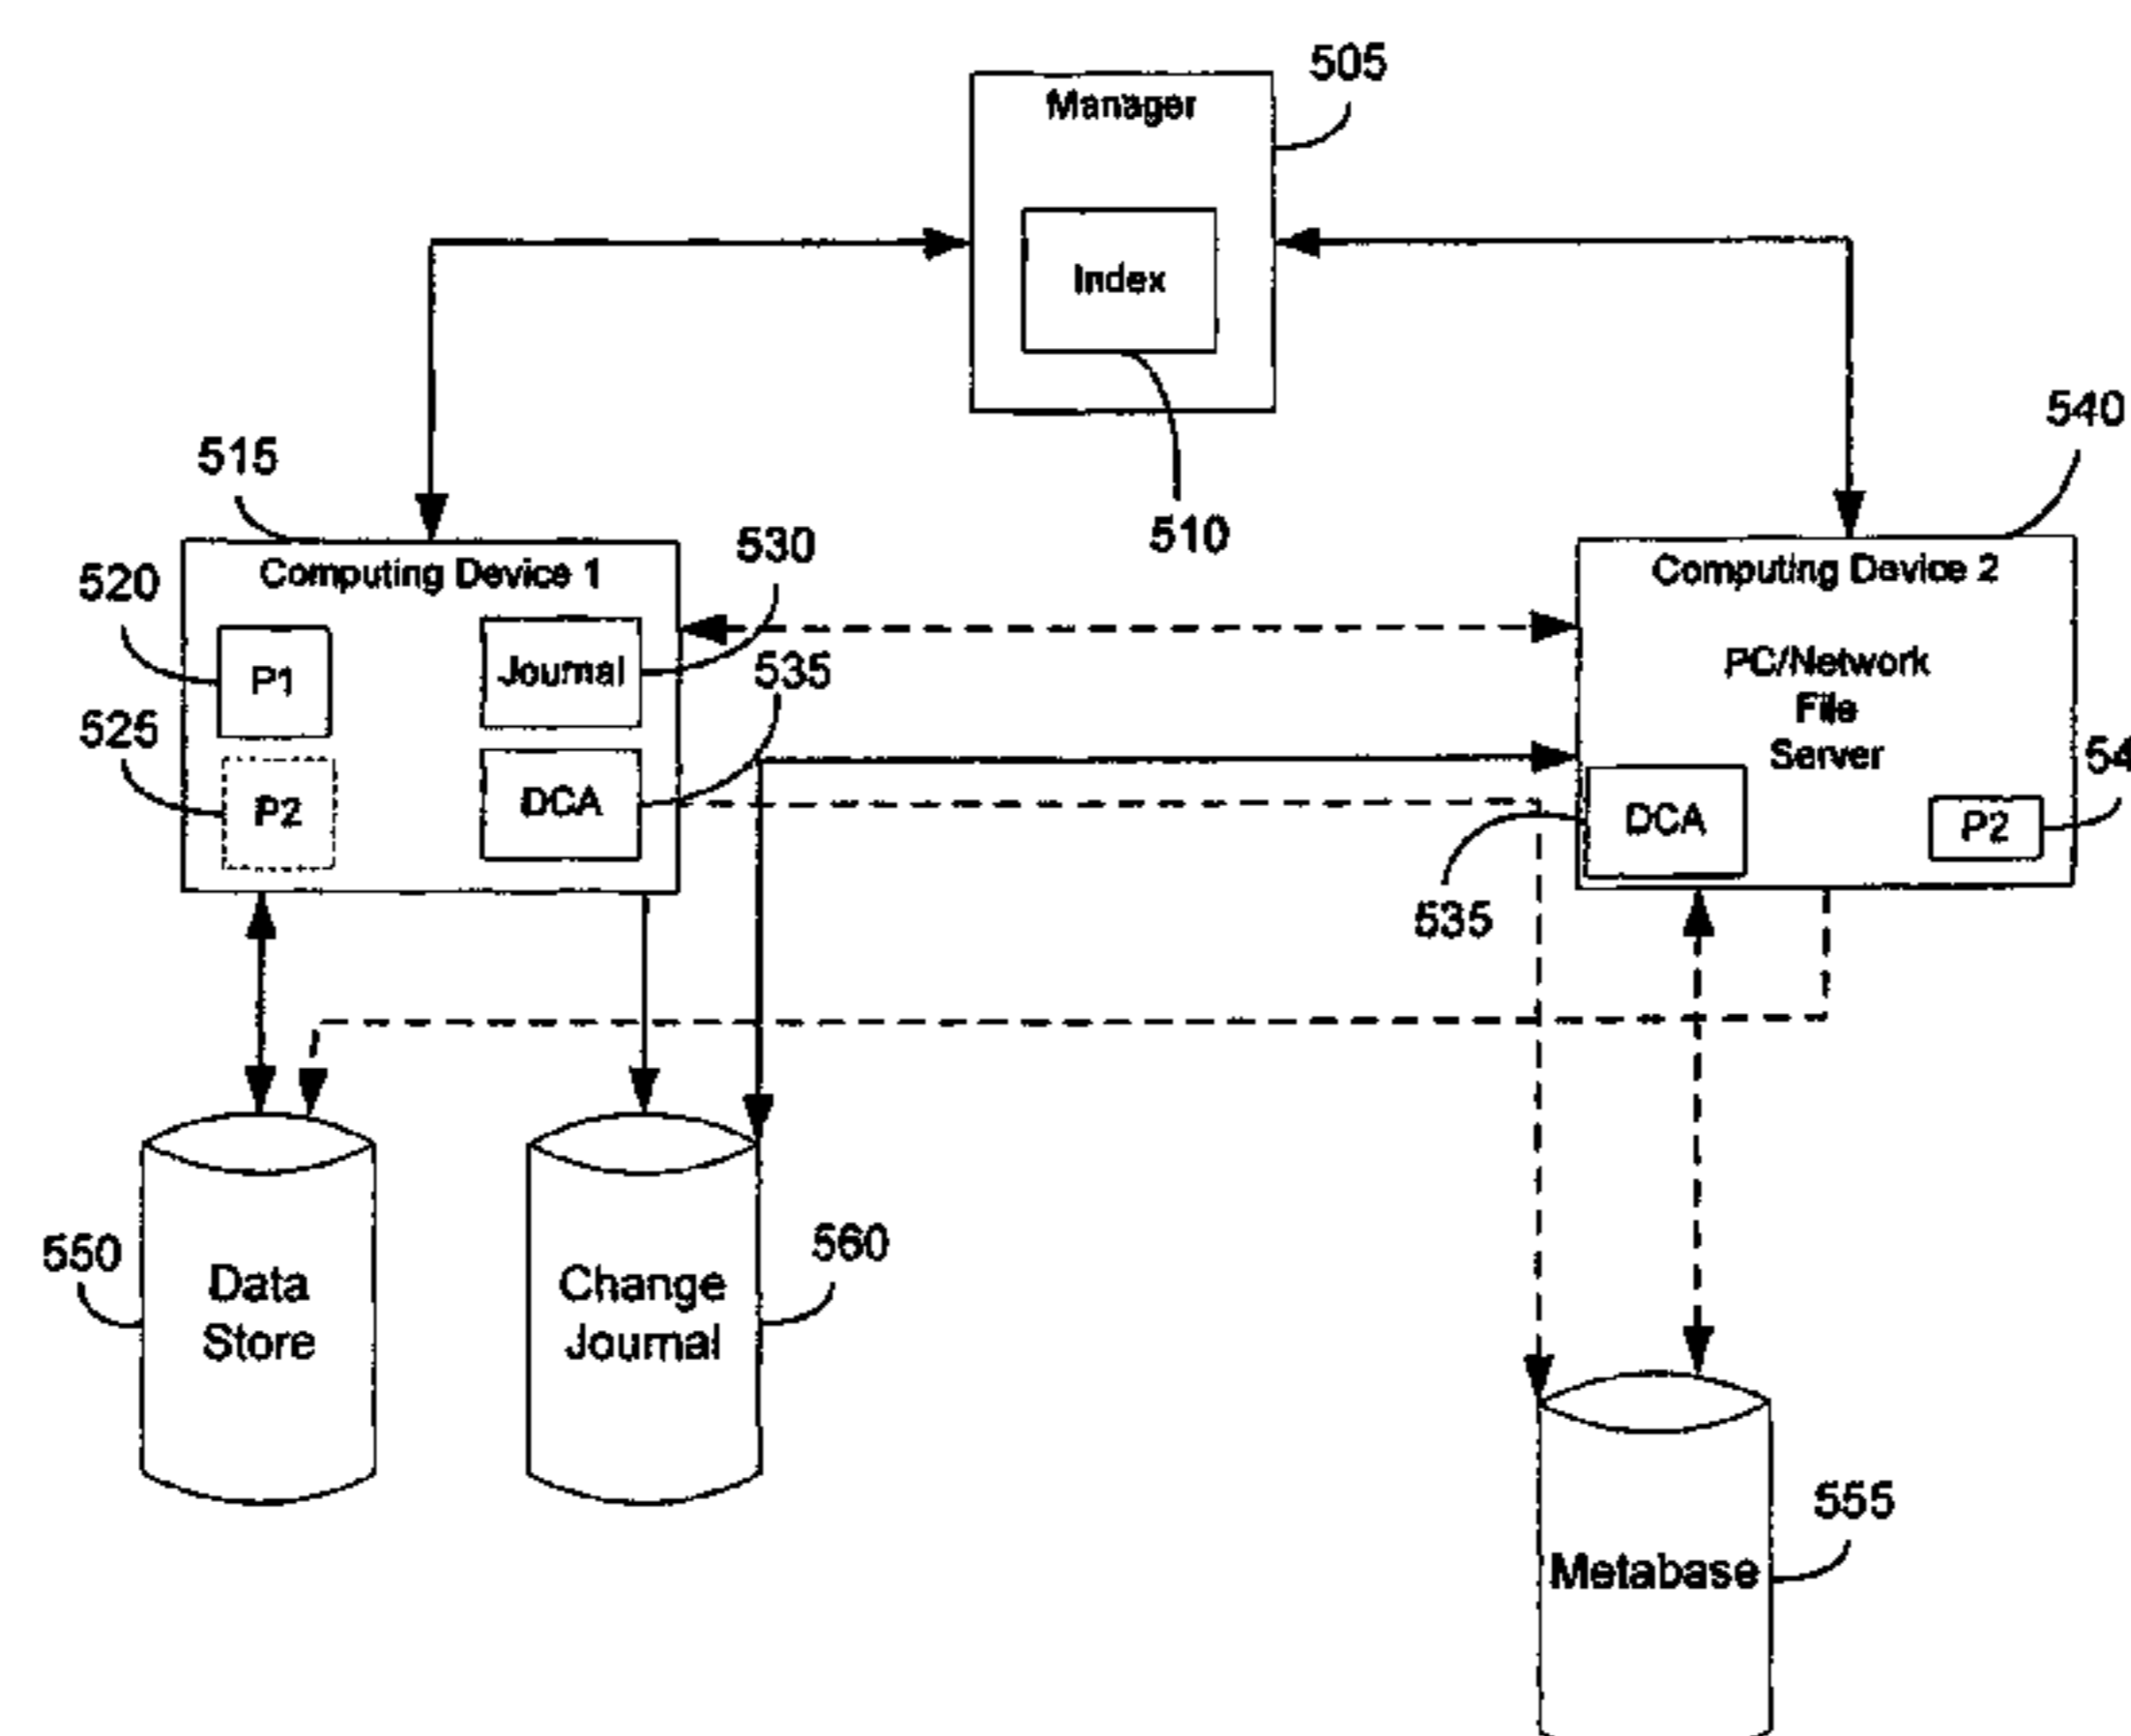 505
Manager
Index
510
540
515
Computing Device 1
530
520
P1
Journal
535
525
P2
DCA
Computing Device 2
PC/Network
File
Server
54
DCA
P2
535
550
Data
Store
Change
Journal
560
Metabase
555